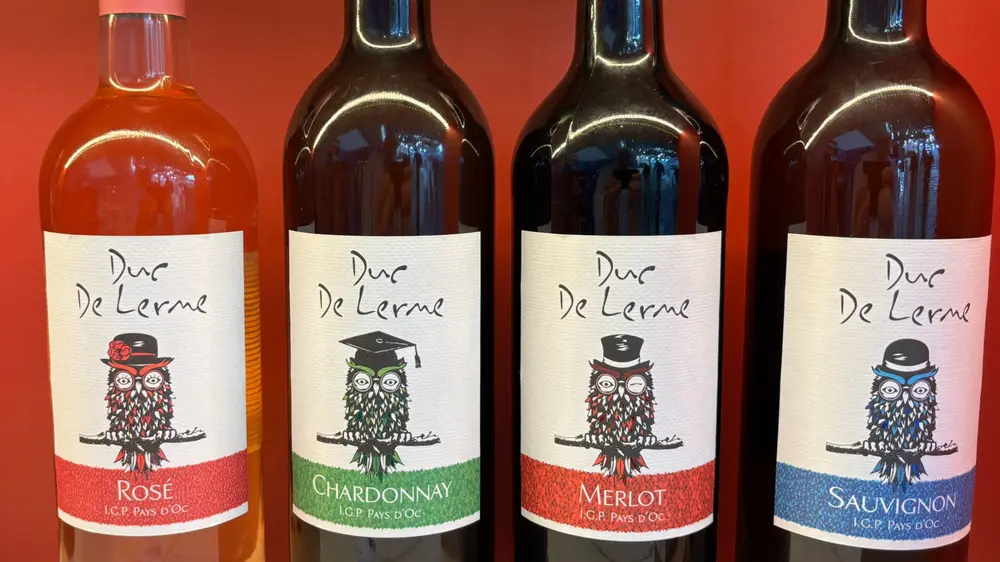 Duc
De Lerme
Rosé
I.G.P. Pays d'Oc
Duc
De Lerme
Chardonnay
I.G.P. Pays d'Oc
Duc
De Lerme
Merlot
I.G.P. Pays d'Oc
Duc
De Lerme
Sauvignon
I.G.P. Pays d'Oc